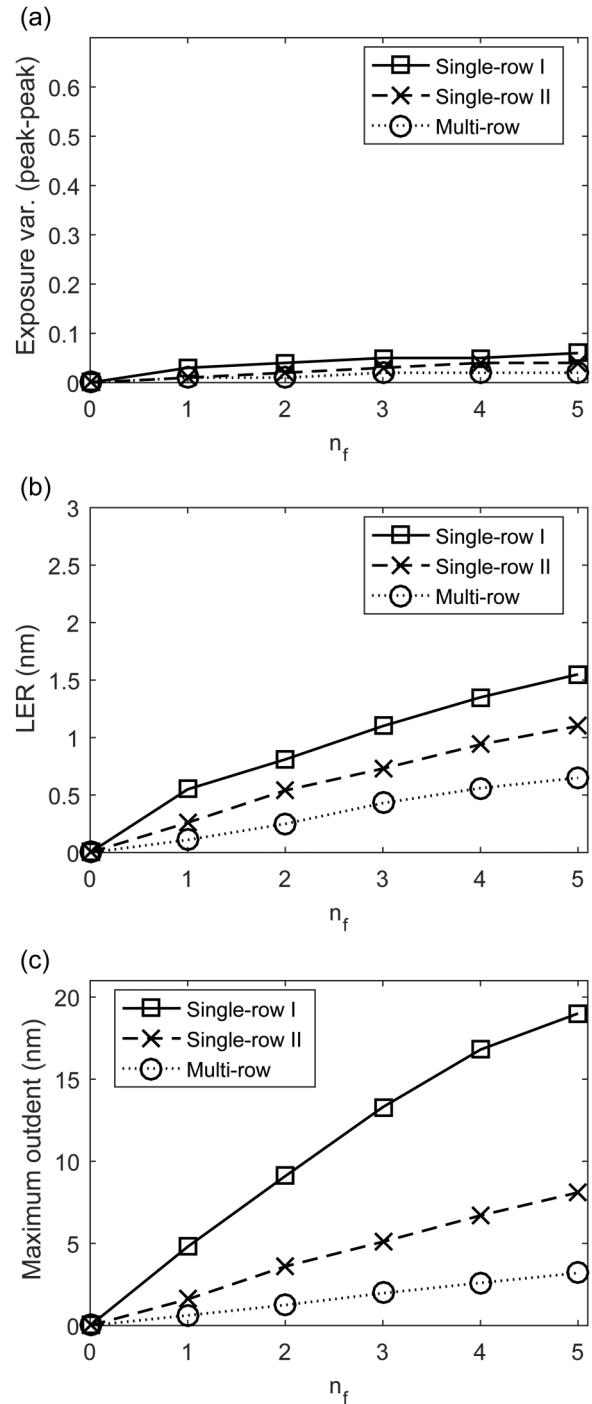 (a)
Exposure var. (peak-peak)
0.6
0.5
0.4
0.3
0.2
0.1
0
Single-row I
Single-row II
Multi-row
0 1 2 3 4 5
n_f
(b)
LER (nm)
3
2.5
2
1.5
1
0.5
0
Single-row I
Single-row II
Multi-row
0 1 2 3 4 5
n_f
(c)
Maximum outdent (nm)
20
15
10
5
0
Single-row I
Single-row II
Multi-row
0 1 2 3 4 5
n_f